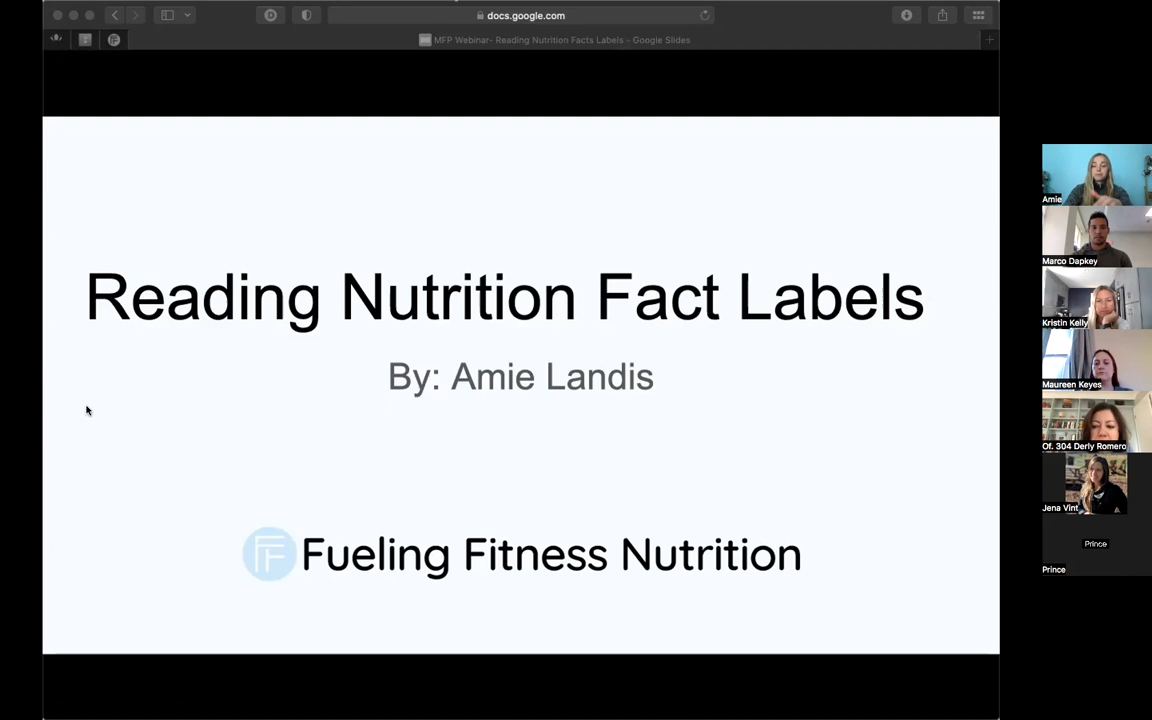 docs.google.com
MFP Webinar- Reading Nutrition Facts Labels - Google Slides
Reading Nutrition Fact Labels
By: Amie Landis
FF Fueling Fitness Nutrition
Amie
Marco Dapkey
Kristin Kelly
Maureen Keyes
Of. 304 Derly Romero
Jena Vint
Prince
Prince